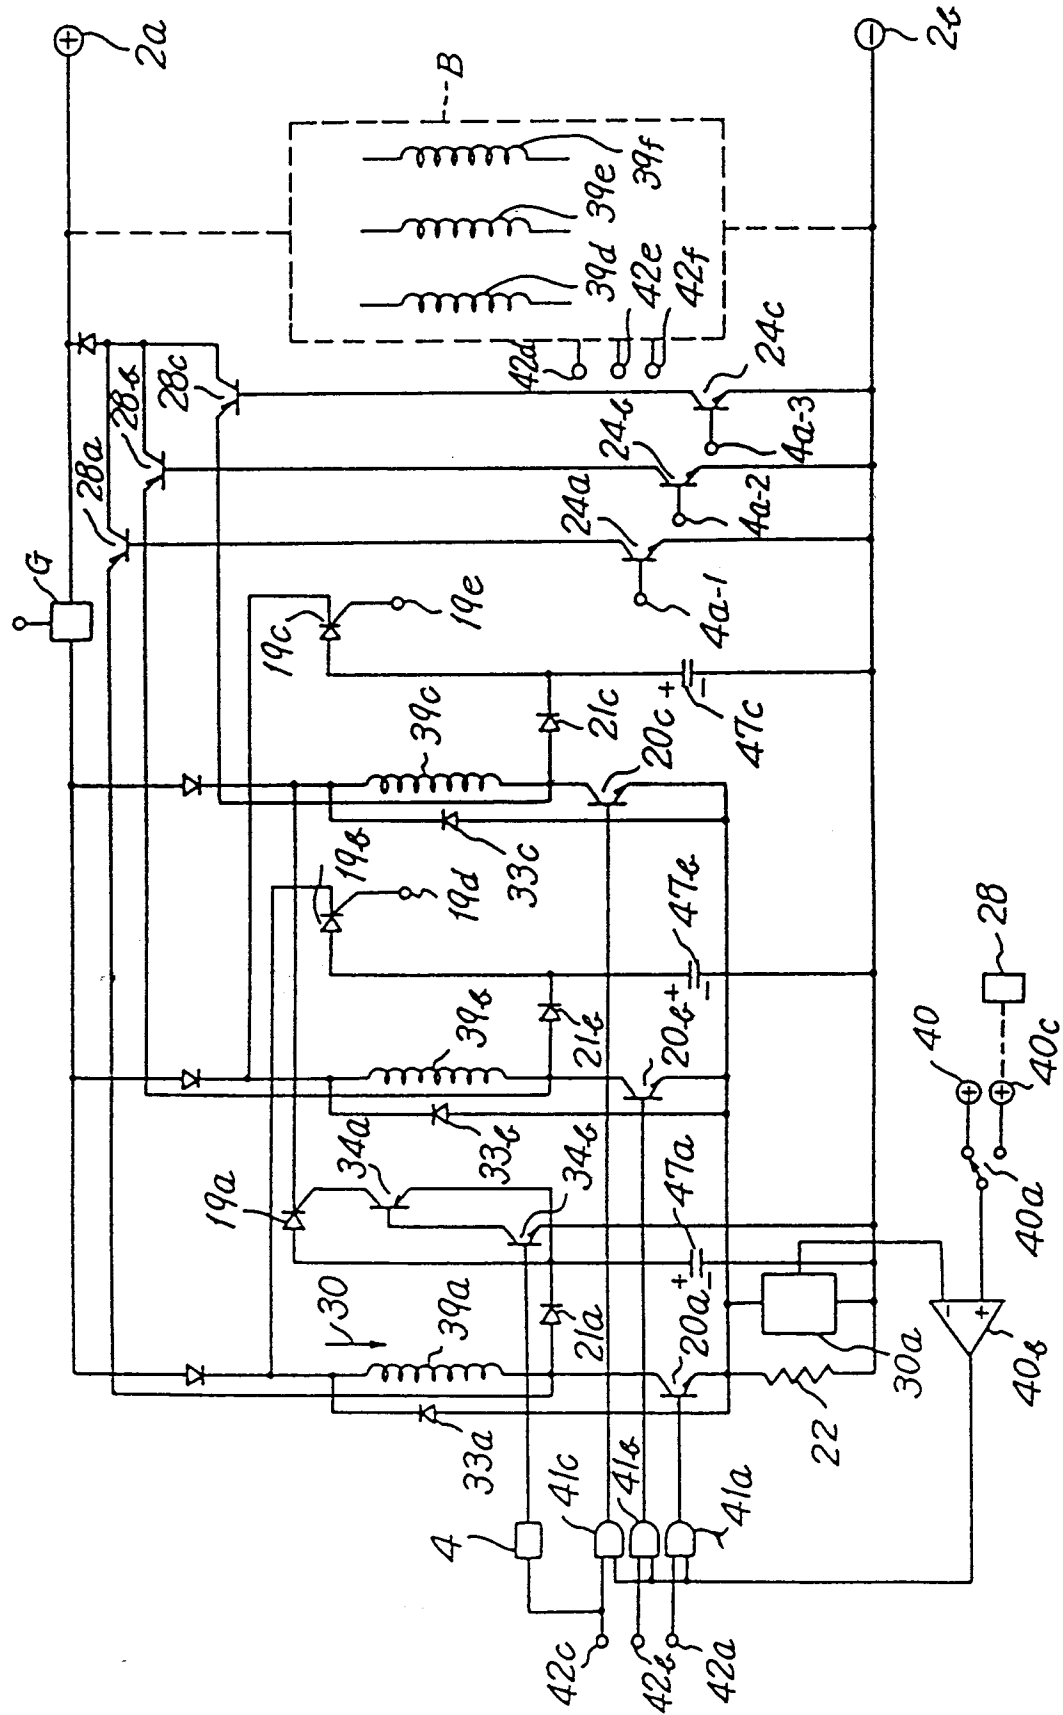 2a
2b
B
39f
39e
39d
42d
42e
42f
G
28a
28b
28c
24c
24b
24a
4a-3
4a-2
4a-1
19c
19e
39c
21c
20c
+
−
47c
33c
19b
19d
39b
21b
20b
+
−
47b
33b
34a
34b
19a
30
39a
21a
20a
+
−
47a
33a
22
30a
28
40
40c
40a
40b
+
−
4
41c
41b
41a
42c
42b
42a